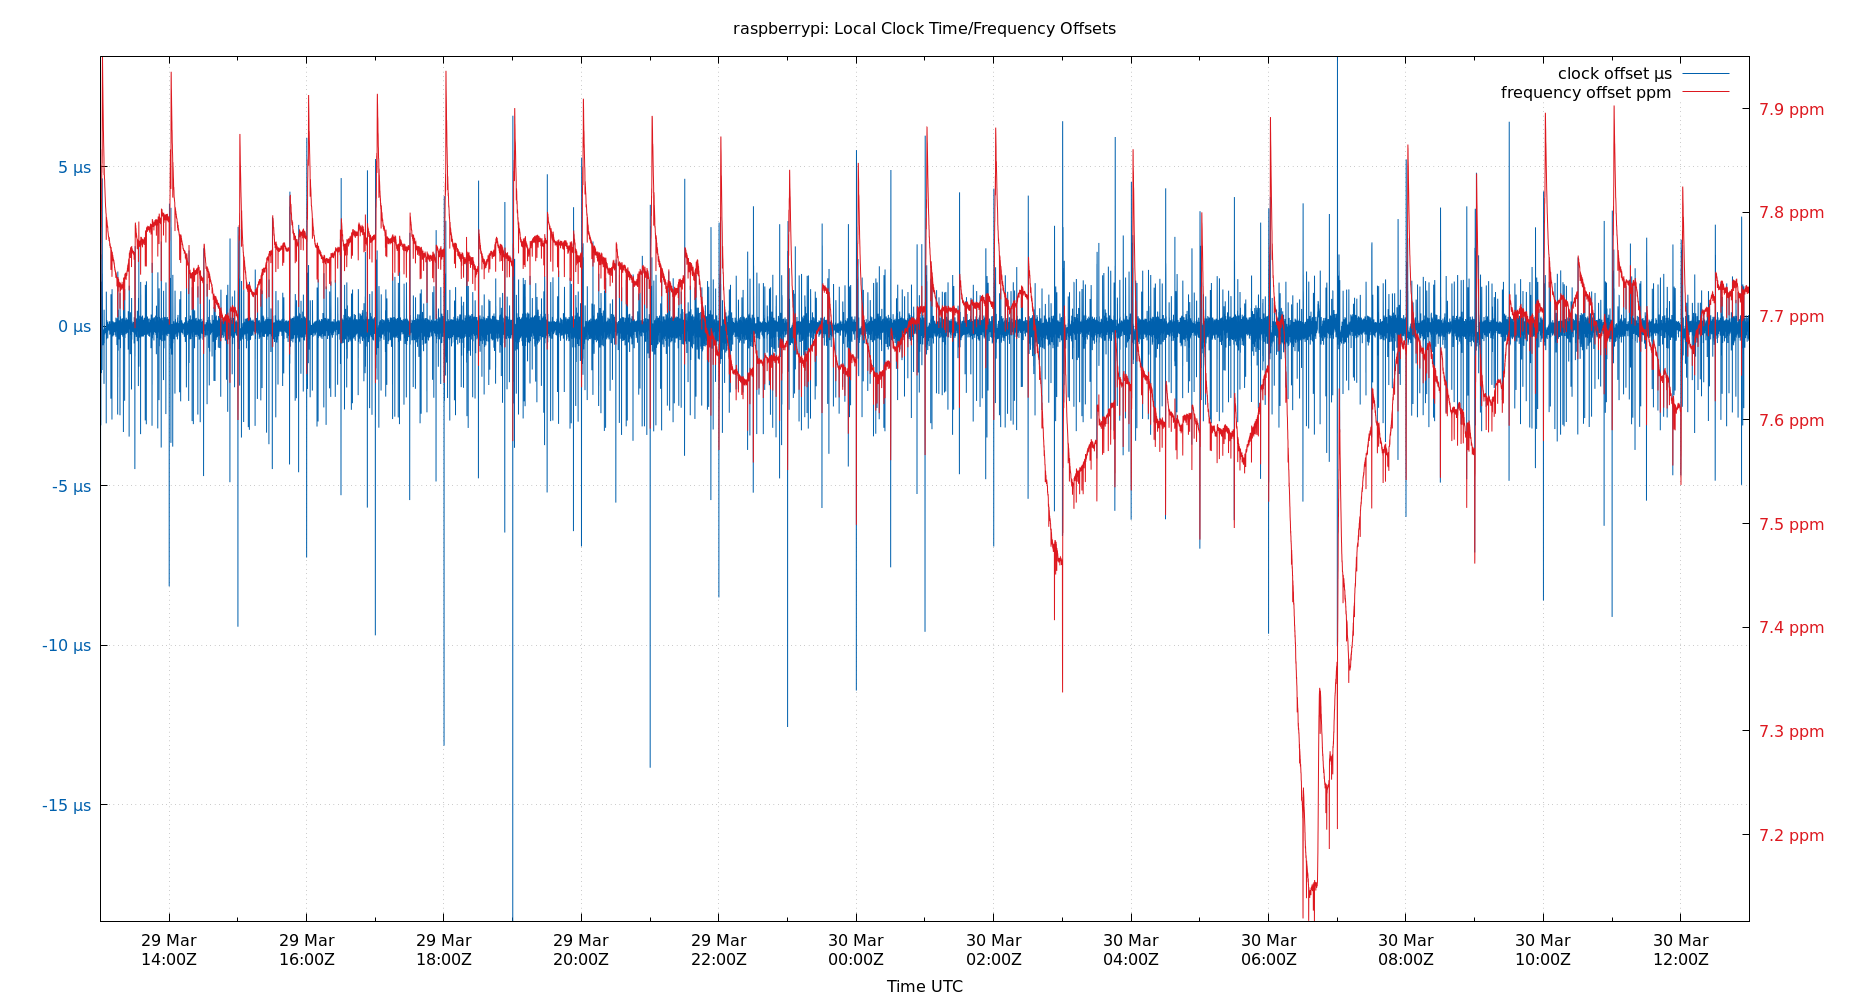 raspberrypi: Local Clock Time/Frequency Offsets
clock offset µs
frequency offset ppm
5 µs
0 µs
-5 µs
-10 µs
-15 µs
7.9 ppm
7.8 ppm
7.7 ppm
7.6 ppm
7.5 ppm
7.4 ppm
7.3 ppm
7.2 ppm
29 Mar
14:00Z
29 Mar
16:00Z
29 Mar
18:00Z
29 Mar
20:00Z
29 Mar
22:00Z
30 Mar
00:00Z
30 Mar
02:00Z
30 Mar
04:00Z
30 Mar
06:00Z
30 Mar
08:00Z
30 Mar
10:00Z
30 Mar
12:00Z
Time UTC